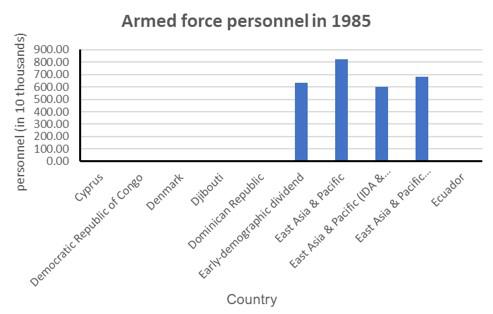 Armed force personnel in 1985
personnel (in 10 thousands)
900.00
800.00
700.00
600.00
500.00
400.00
300.00
200.00
100.00
0.00
Cyprus
Democratic Republic of Congo
Denmark
Djibouti
Dominican Republic
Early-demographic dividend
East Asia & Pacific
East Asia & Pacific (IDA &...
East Asia & Pacific...
Ecuador
Country